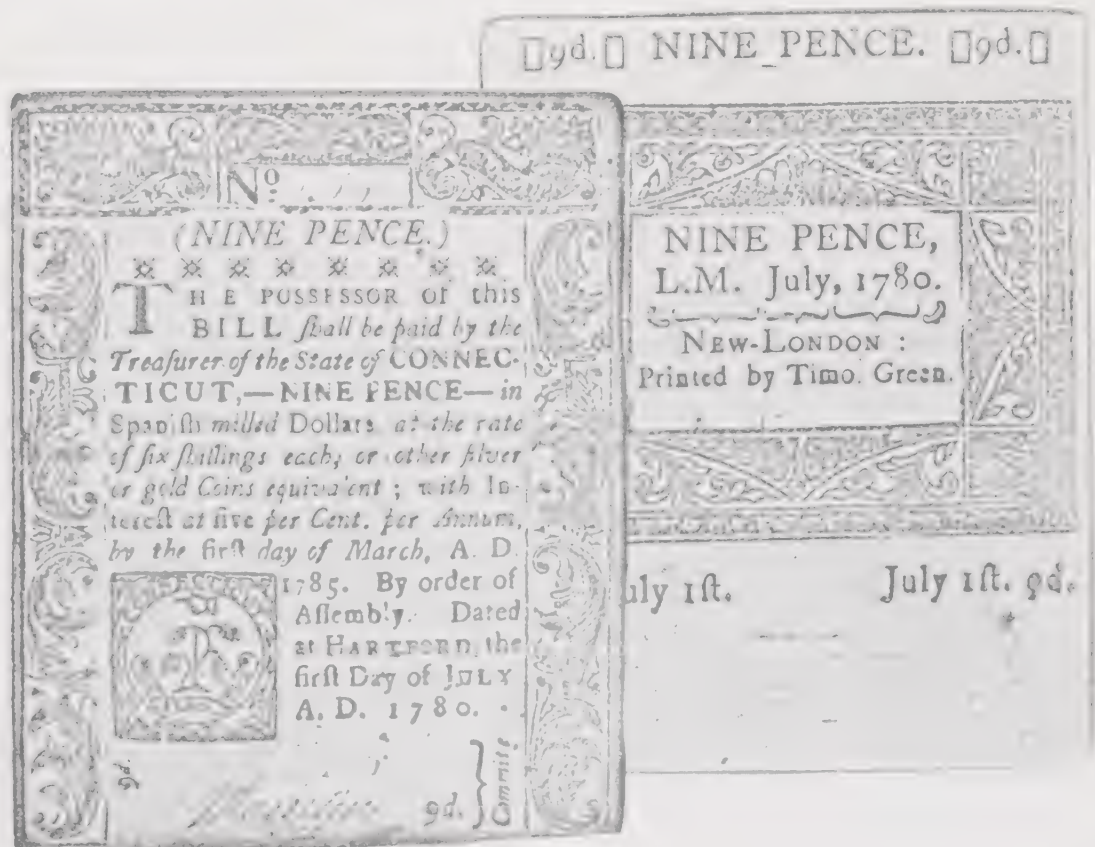 No
(NINE PENCE.)
THE POSSESSOR of this
BILL ſhall be paid by the
Treaſurer of the State of CONNEC-
TICUT,—NINE PENCE—in
Spaniſh milled Dollars at the rate
of ſix ſhillings each; or other ſilver
or gold Coins equivalent; with In-
tereſt at five per Cent. per Annum,
by the firſt day of March, A. D.
1785. By order of
Aſſembly. Dated
at HARTFORD the
firſt Day of JULY
A. D. 1780.
9d.
9d.
Committe
9d. NINE PENCE. 9d.
NINE PENCE,
L.M. July, 1780.
NEW-LONDON:
Printed by Timo. Green.
uly 1ſt. July 1ſt. 9d.